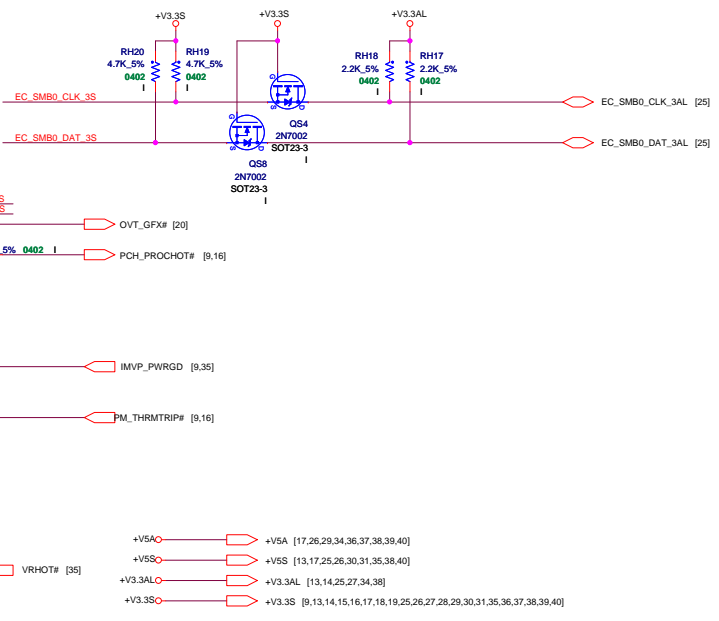 +V3.3S
+V3.3S
+V3.3AL
RH20
4.7K_5%
0402
I
RH19
4.7K_5%
0402
RH18
2.2K_5%
0402
I
RH17
2.2K_5%
0402
EC_SMB0_CLK_3S
G
S
D
EC_SMB0_CLK_3AL [25]
QS4
2N7002
SOT23-3
I
EC_SMB0_DAT_3S
G
S
D
EC_SMB0_DAT_3AL [25]
QS8
2N7002
SOT23-3
I
S
S
OVT_GFX# [20]
5% 0402 I
PCH_PROCHOT# [9,16]
IMVP_PWRGD [9,35]
PM_THRMTRIP# [9,16]
VRHOT# [35]
+V5A +V5A [17,26,29,34,36,37,38,39,40]
+V5S +V5S [13,17,25,26,30,31,35,38,40]
+V3.3AL +V3.3AL [13,14,25,27,34,38]
+V3.3S +V3.3S [9,13,14,15,16,17,18,19,25,26,27,28,29,30,31,35,36,37,38,39,40]